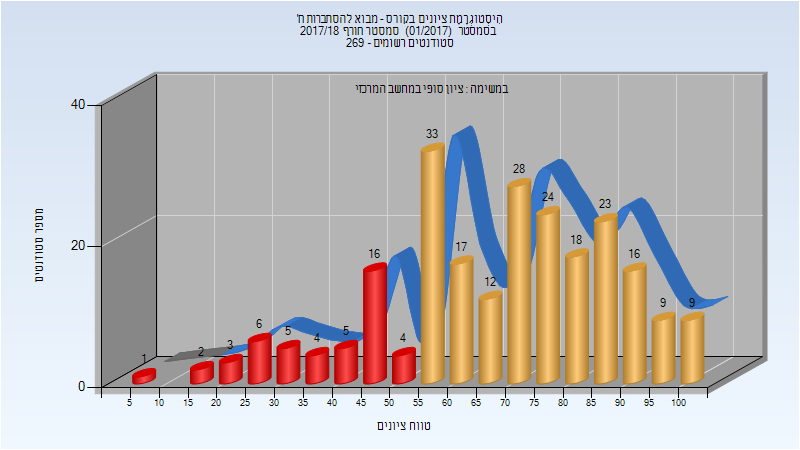 היסטוגרמת ציונים בקורס - מבוא להסתברות ח'
בסמסטר (01/2017) סמסטר חורף 2017/18
סטודנטים רשומים - 269
במשימה : ציון סופי במחשב המרכזי
מספר סטודנטים
40
20
0
1 2 3 6 5 4 5 16 4 33 17 12 28 24 18 23 16 9 9
5 10 15 20 25 30 35 40 45 50 55 60 65 70 75 80 85 90 95 100
טווח ציונים